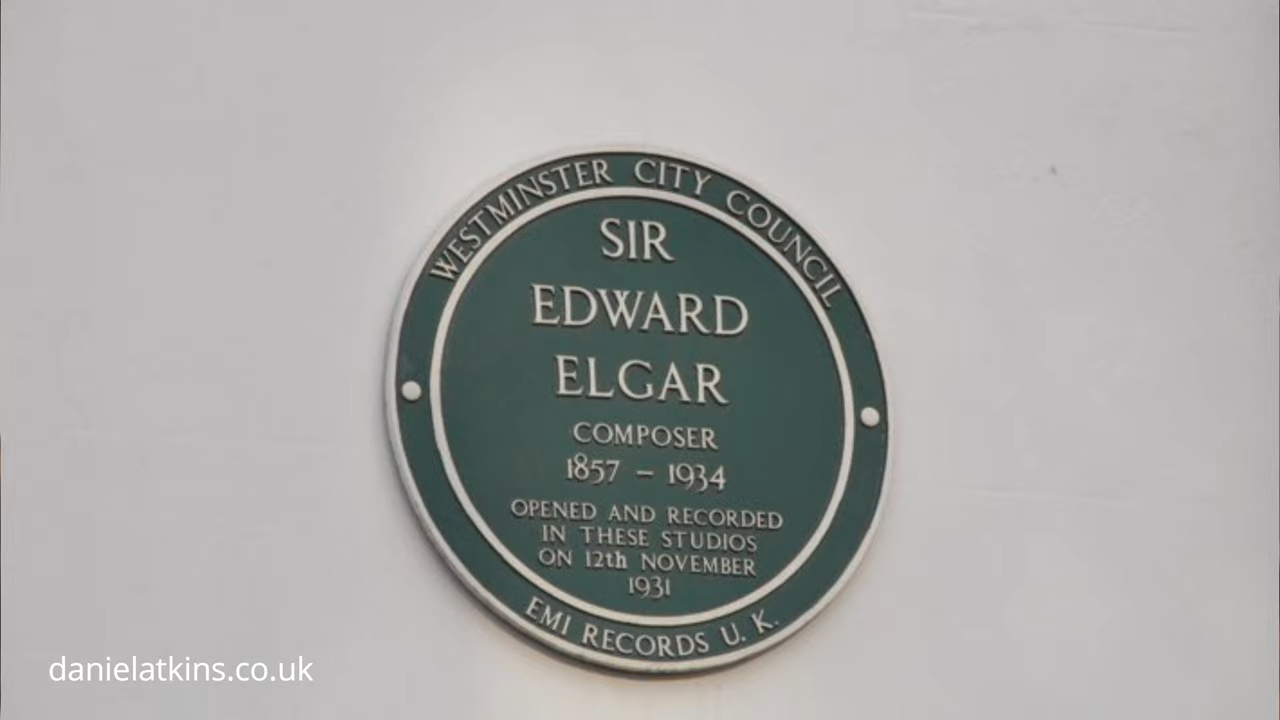 WESTMINSTER CITY COUNCIL
SIR
EDWARD
ELGAR
COMPOSER
1857 – 1934
OPENED AND RECORDED
IN THESE STUDIOS
ON 12th NOVEMBER
1931
EMI RECORDS U. K.
danielatkins.co.uk